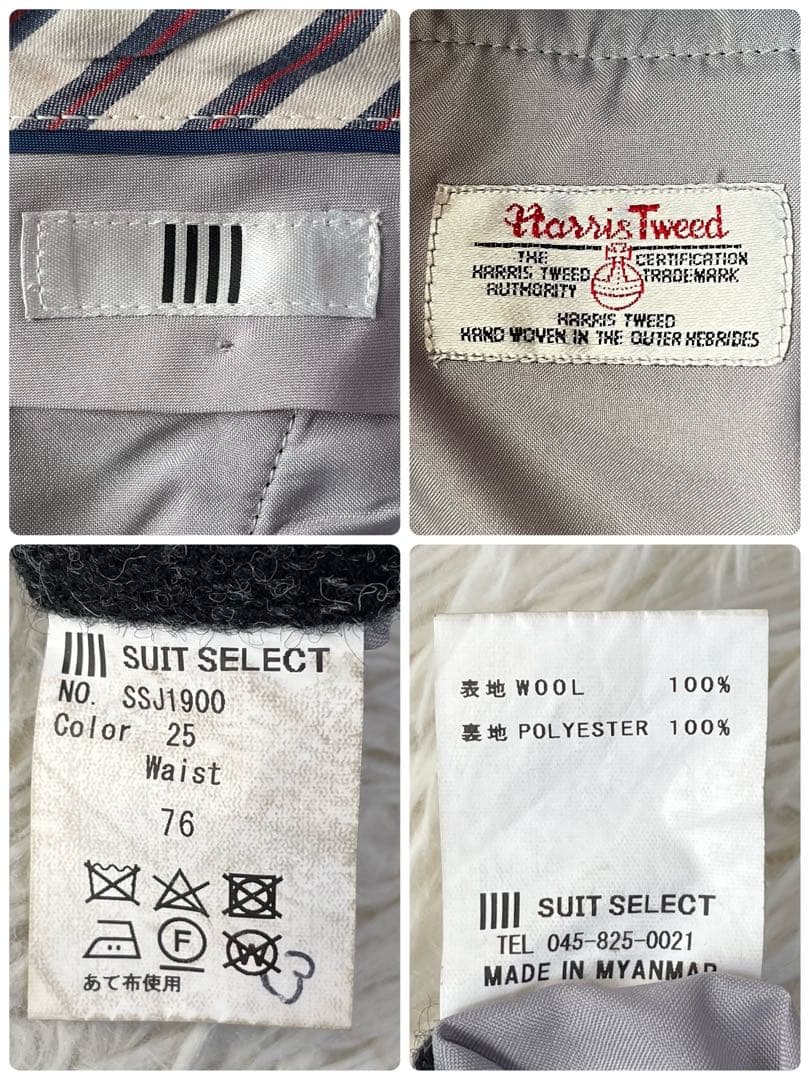 Harris Tweed
THE CERTIFICATION
HARRIS TWEED TRADEMARK
AUTHORITY
HARRIS TWEED
HAND WOVEN IN THE OUTER HEBRIDES
SUIT SELECT
NO. SSJ1900
Color 25
Waist
76
F
W
あて布使用
表地 WOOL 100%
裏地 POLYESTER 100%
SUIT SELECT
TEL 045-825-0021
MADE IN MYANMAR